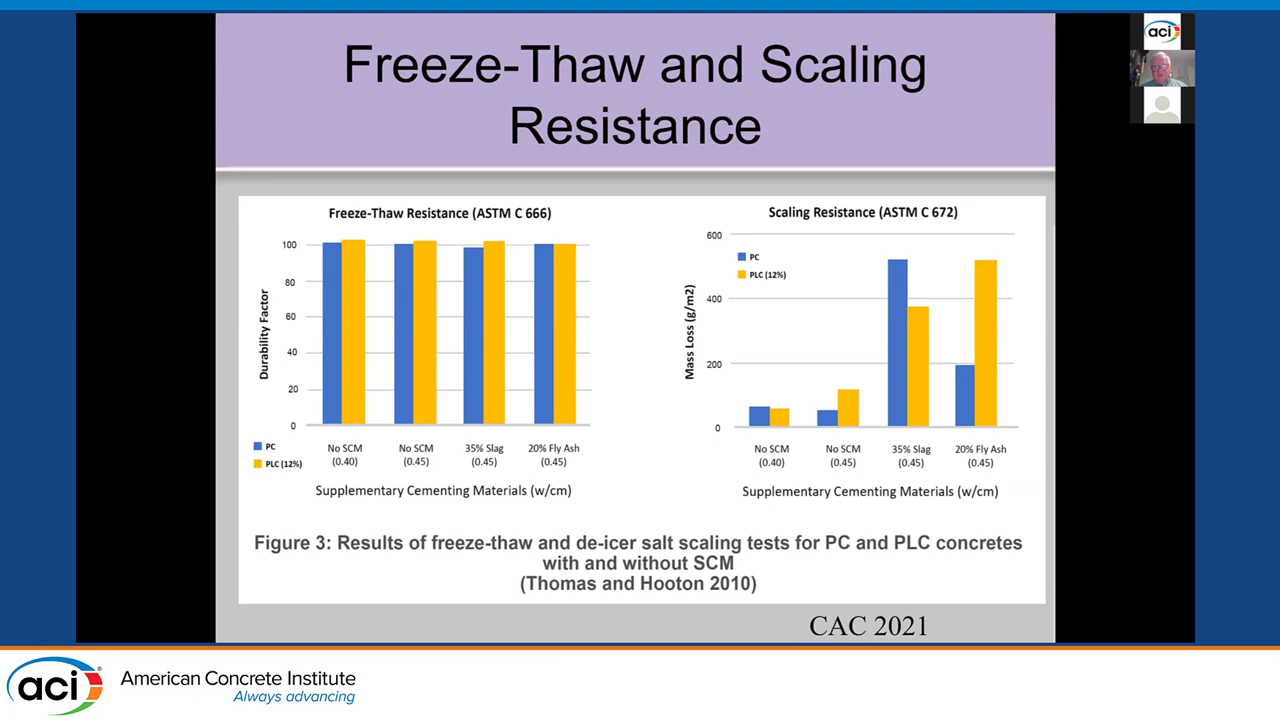 Freeze-Thaw and Scaling
Resistance
aci
Freeze-Thaw Resistance (ASTM C 666)
Durability Factor
100
80
60
40
20
0
PC
PLC (12%)
No SCM
(0.40)
No SCM
(0.45)
35% Slag
(0.45)
20% Fly Ash
(0.45)
Supplementary Cementing Materials (w/cm)
Scaling Resistance (ASTM C 672)
Mass Loss (g/m2)
600
400
200
0
PC
PLC (12%)
No SCM
(0.40)
No SCM
(0.45)
35% Slag
(0.45)
20% Fly Ash
(0.45)
Supplementary Cementing Materials (w/cm)
Figure 3: Results of freeze-thaw and de-icer salt scaling tests for PC and PLC concretes
with and without SCM
(Thomas and Hooton 2010)
CAC 2021
aci®
American Concrete Institute
Always advancing